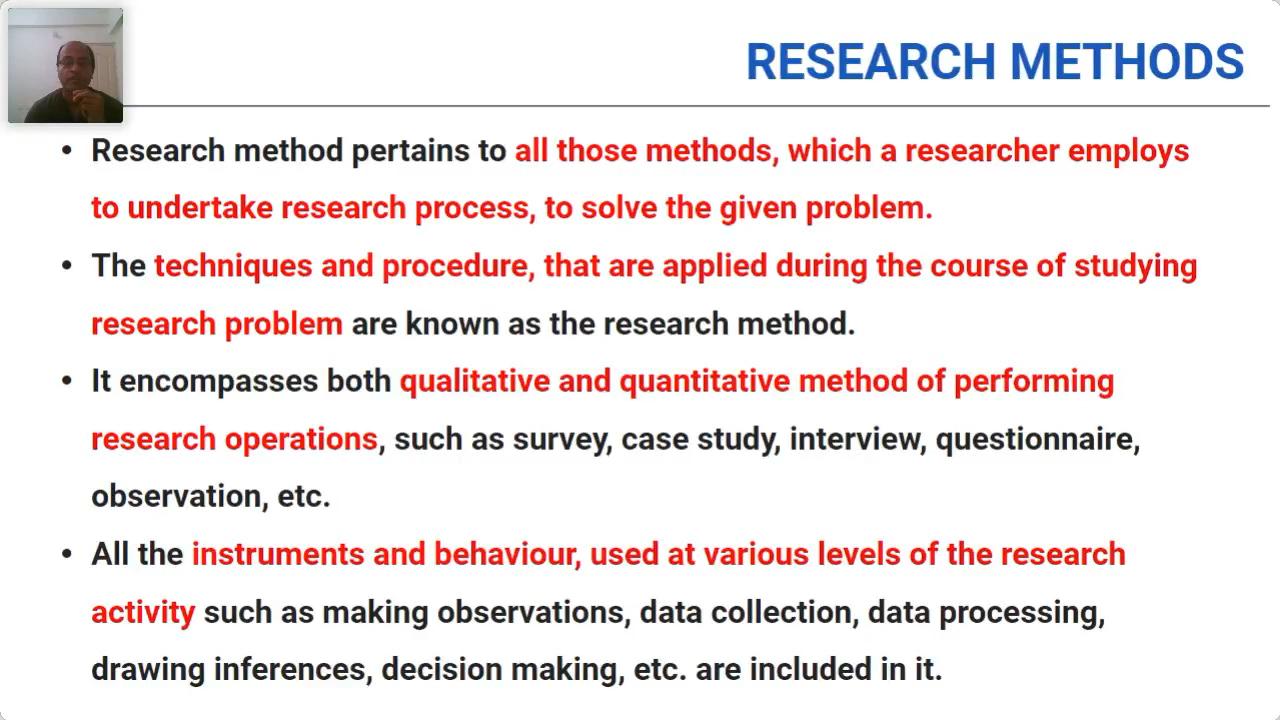 RESEARCH METHODS
• Research method pertains to all those methods, which a researcher employs
to undertake research process, to solve the given problem.
• The techniques and procedure, that are applied during the course of studying
research problem are known as the research method.
• It encompasses both qualitative and quantitative method of performing
research operations, such as survey, case study, interview, questionnaire,
observation, etc.
• All the instruments and behaviour, used at various levels of the research
activity such as making observations, data collection, data processing,
drawing inferences, decision making, etc. are included in it.